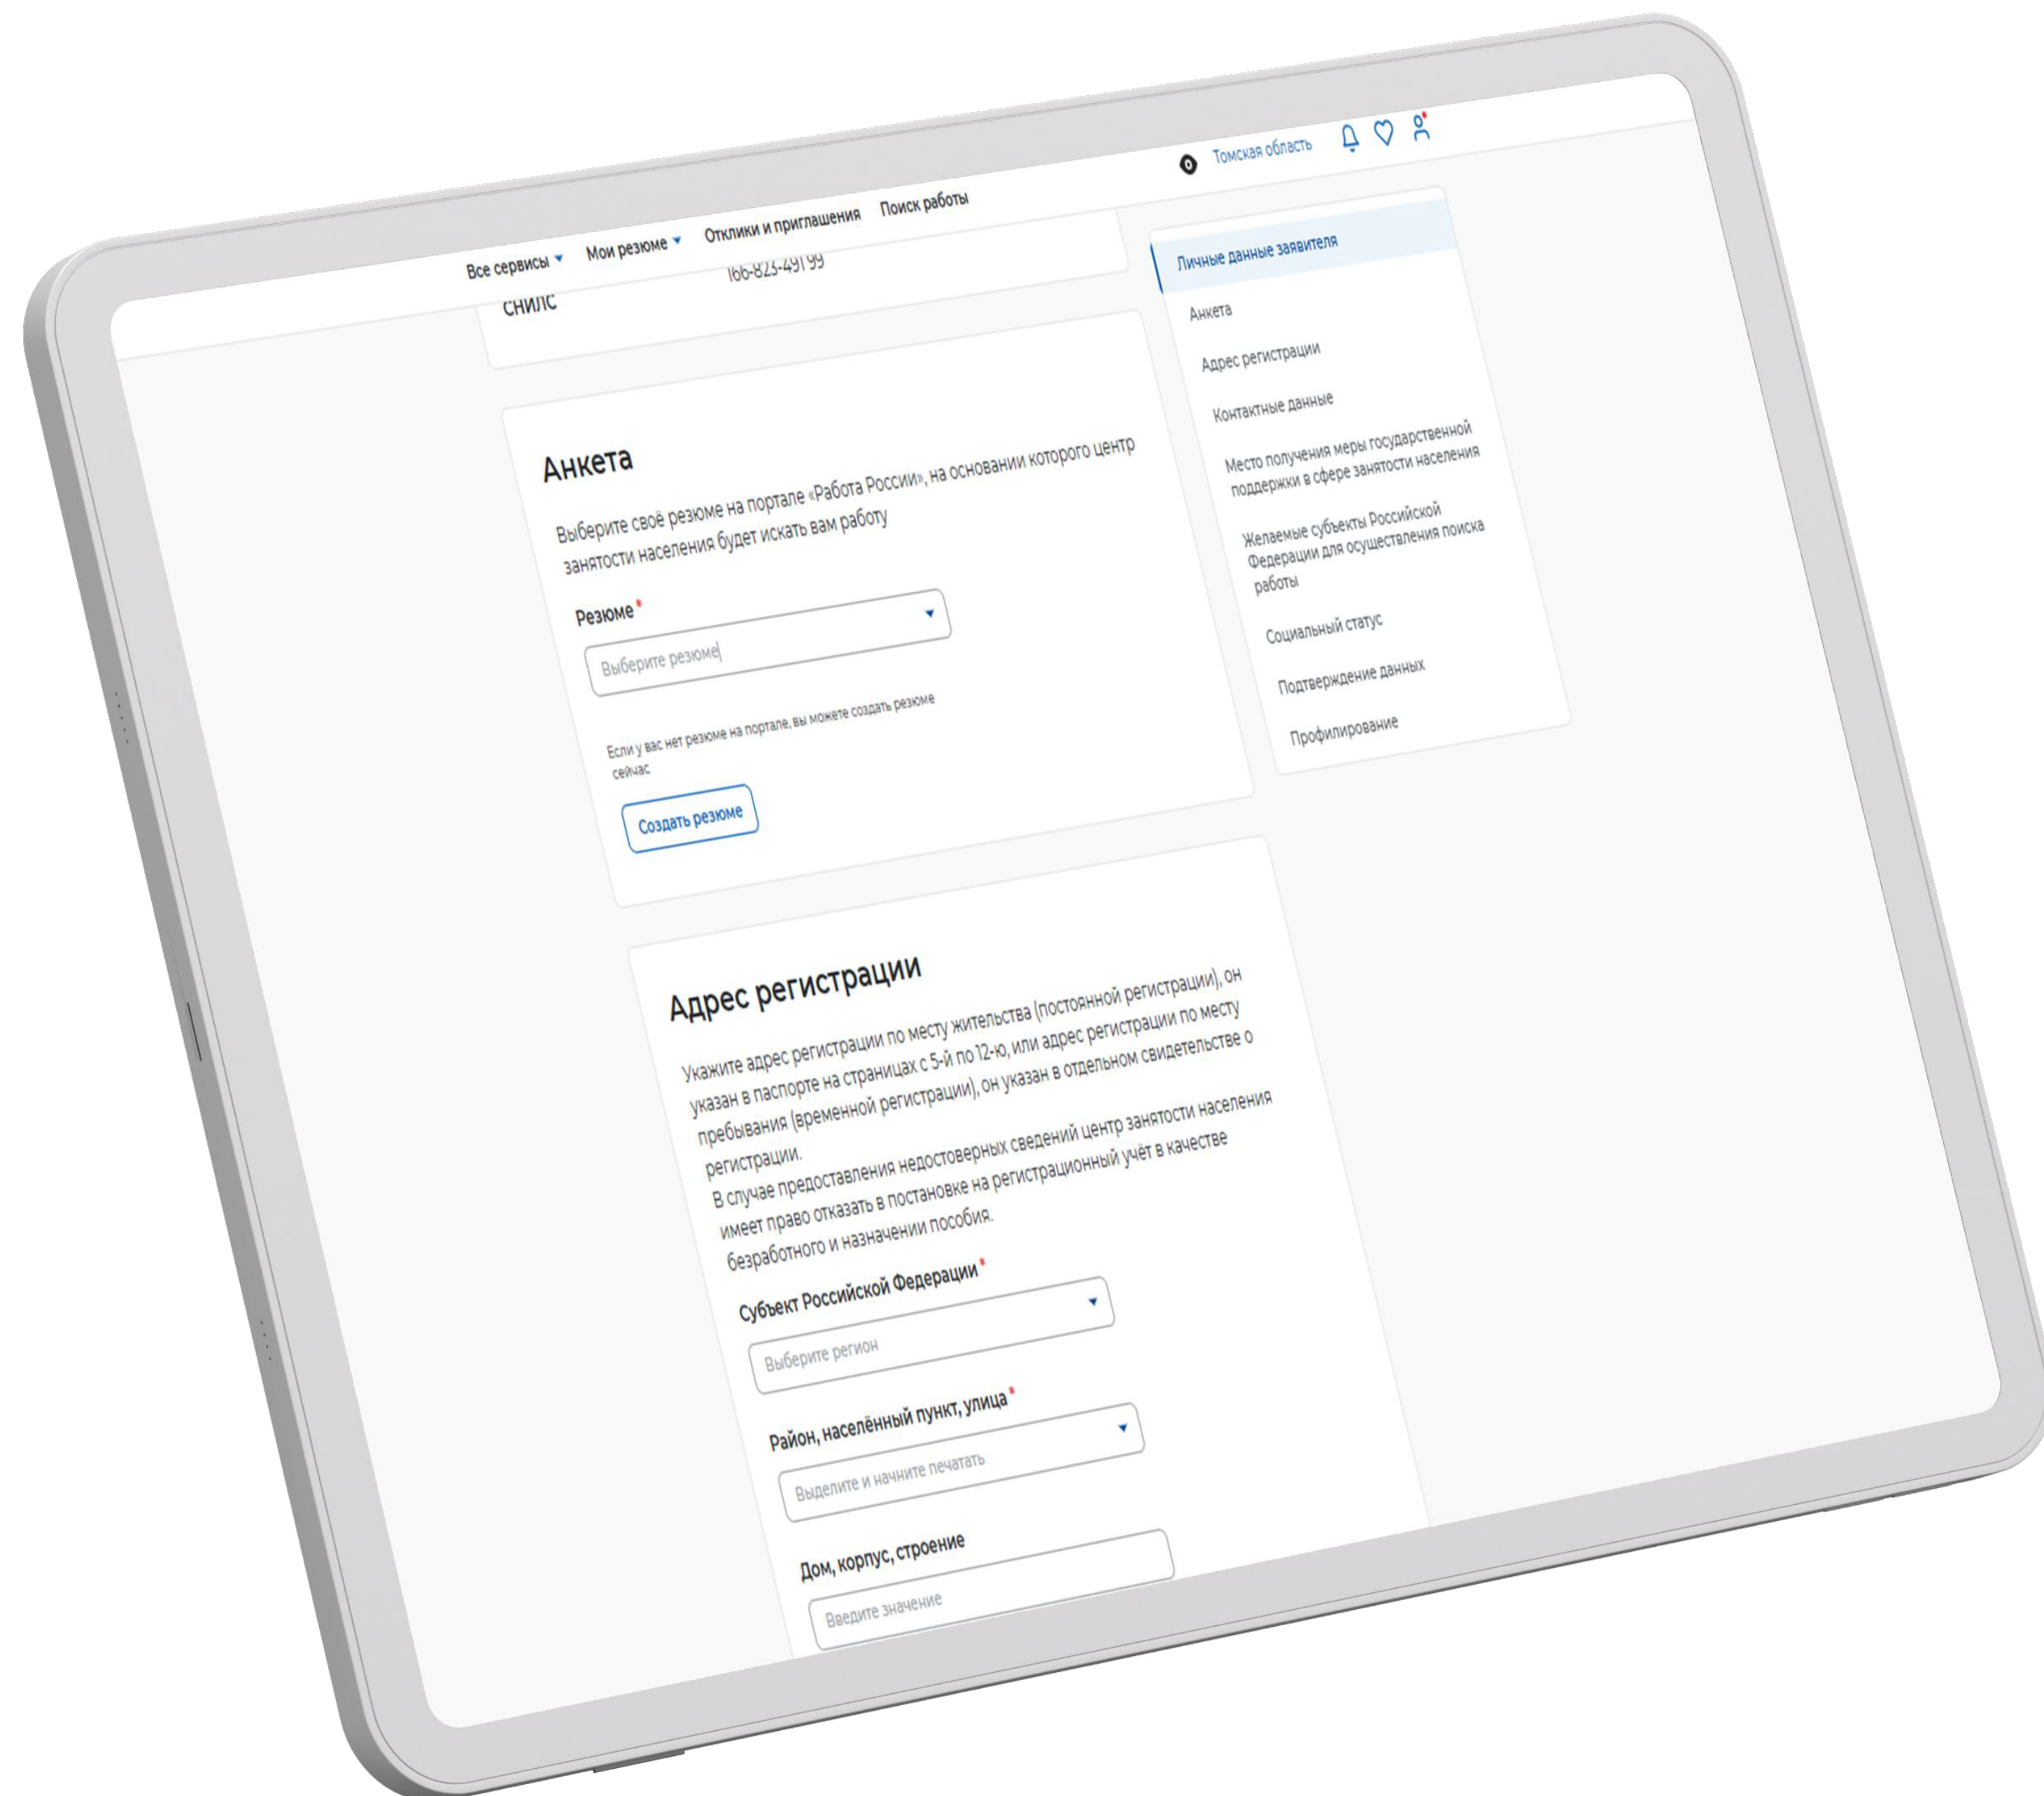 Все сервисы Мои резюме Отклики и приглашения Поиск работы Томская область
СНИЛС 166-823-491 99
Анкета
Выберите своё резюме на портале «Работа России», на основании которого центр
занятости населения будет искать вам работу
Резюме*
Выберите резюме
Если у вас нет резюме на портале, вы можете создать резюме
сейчас
Создать резюме
Адрес регистрации
Укажите адрес регистрации по месту жительства (постоянной регистрации), он
указан в паспорте на страницах с 5-й по 12-ю, или адрес регистрации по месту
пребывания (временной регистрации), он указан в отдельном свидетельстве о
регистрации.
В случае предоставления недостоверных сведений центр занятости населения
имеет право отказать в постановке на регистрационный учёт в качестве
безработного и назначении пособия.
Субъект Российской Федерации*
Выберите регион
Район, населённый пункт, улица*
Выделите и начните печатать
Дом, корпус, строение
Введите значение
Личные данные заявителя
Анкета
Адрес регистрации
Контактные данные
Место получения меры государственной
поддержки в сфере занятости населения
Желаемые субъекты Российской
Федерации для осуществления поиска
работы
Социальный статус
Подтверждение данных
Профилирование